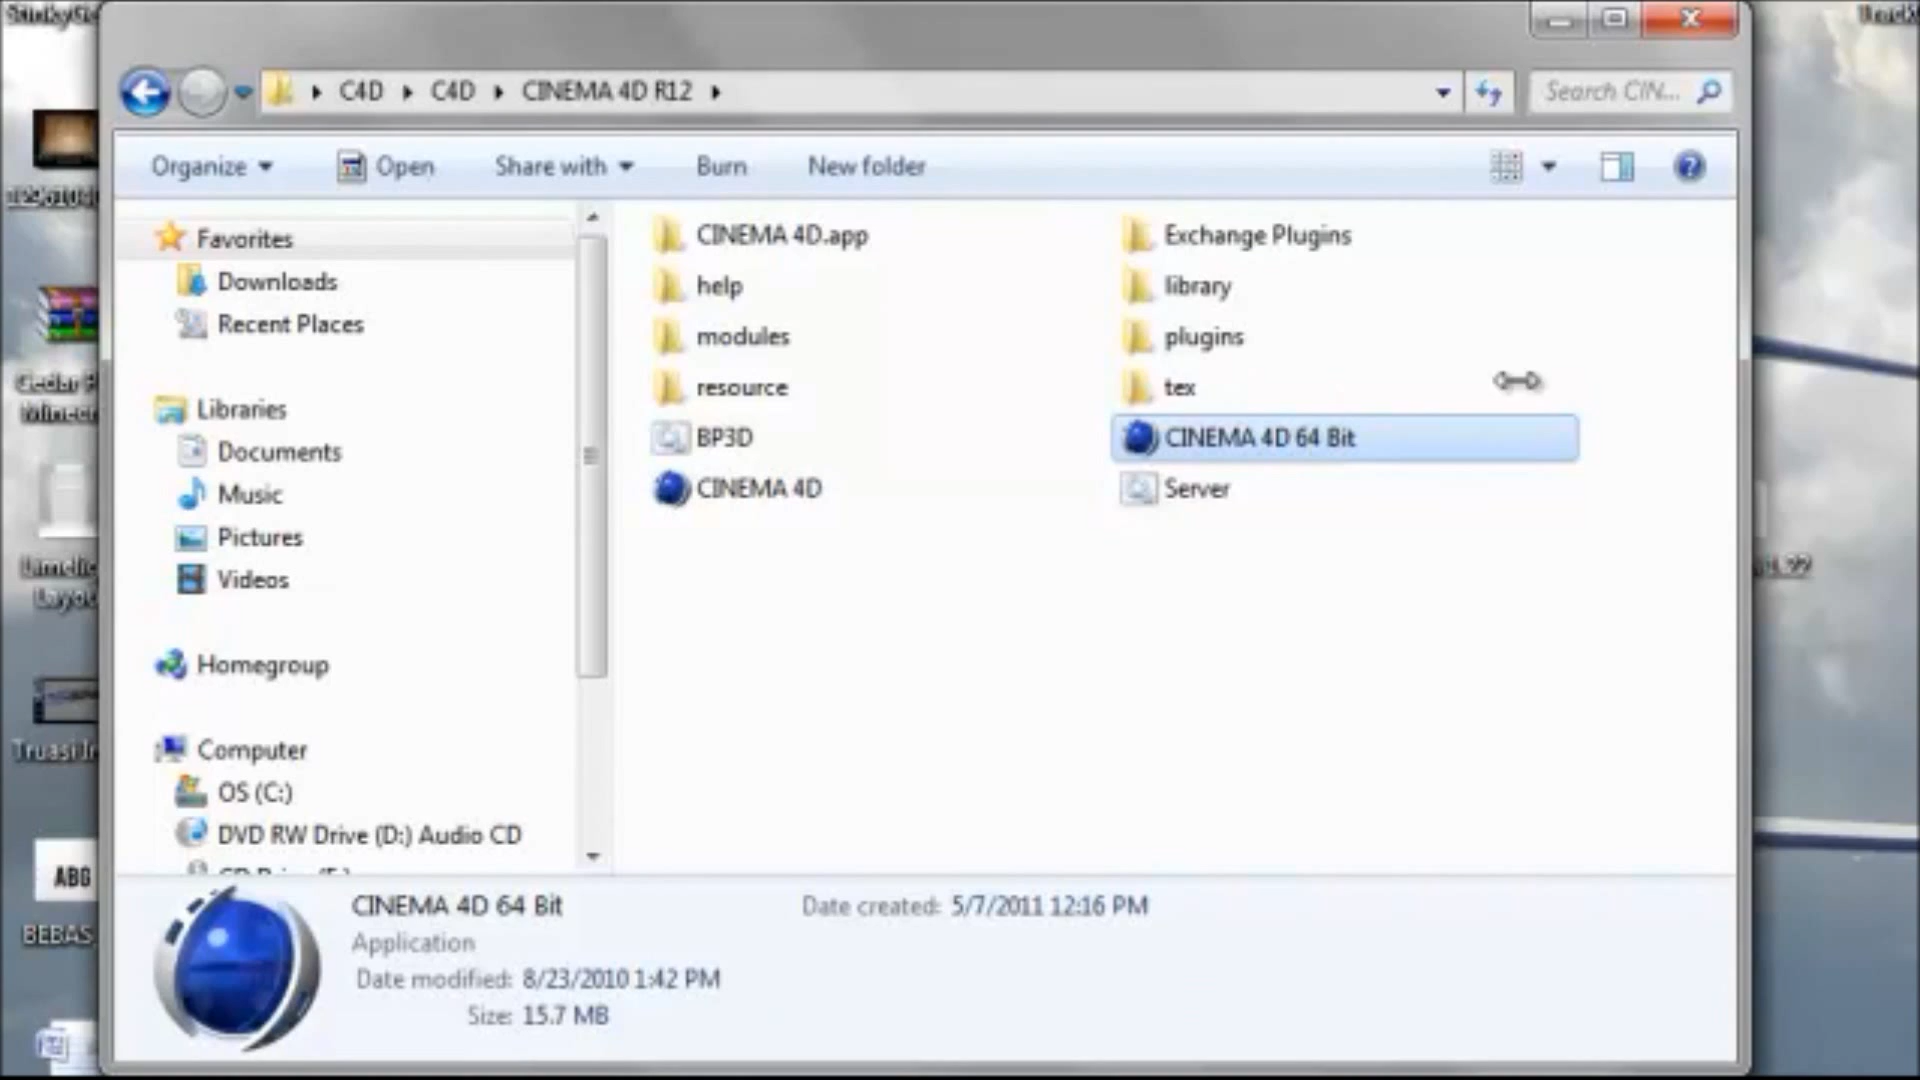 C4D C4D CINEMA 4D R12
Search CIN...
Organize Open Share with Burn New folder
Favorites
Downloads
Recent Places
Libraries
Documents
Music
Pictures
Videos
Homegroup
Computer
OS (C:)
DVD RW Drive (D:) Audio CD
CINEMA 4D.app
help
modules
resource
BP3D
CINEMA 4D
Exchange Plugins
library
plugins
tex
CINEMA 4D 64 Bit
Server
CINEMA 4D 64 Bit
Application
Date modified: 8/23/2010 1:42 PM
Size: 15.7 MB
Date created: 5/7/2011 12:16 PM
ABG
BEBAS